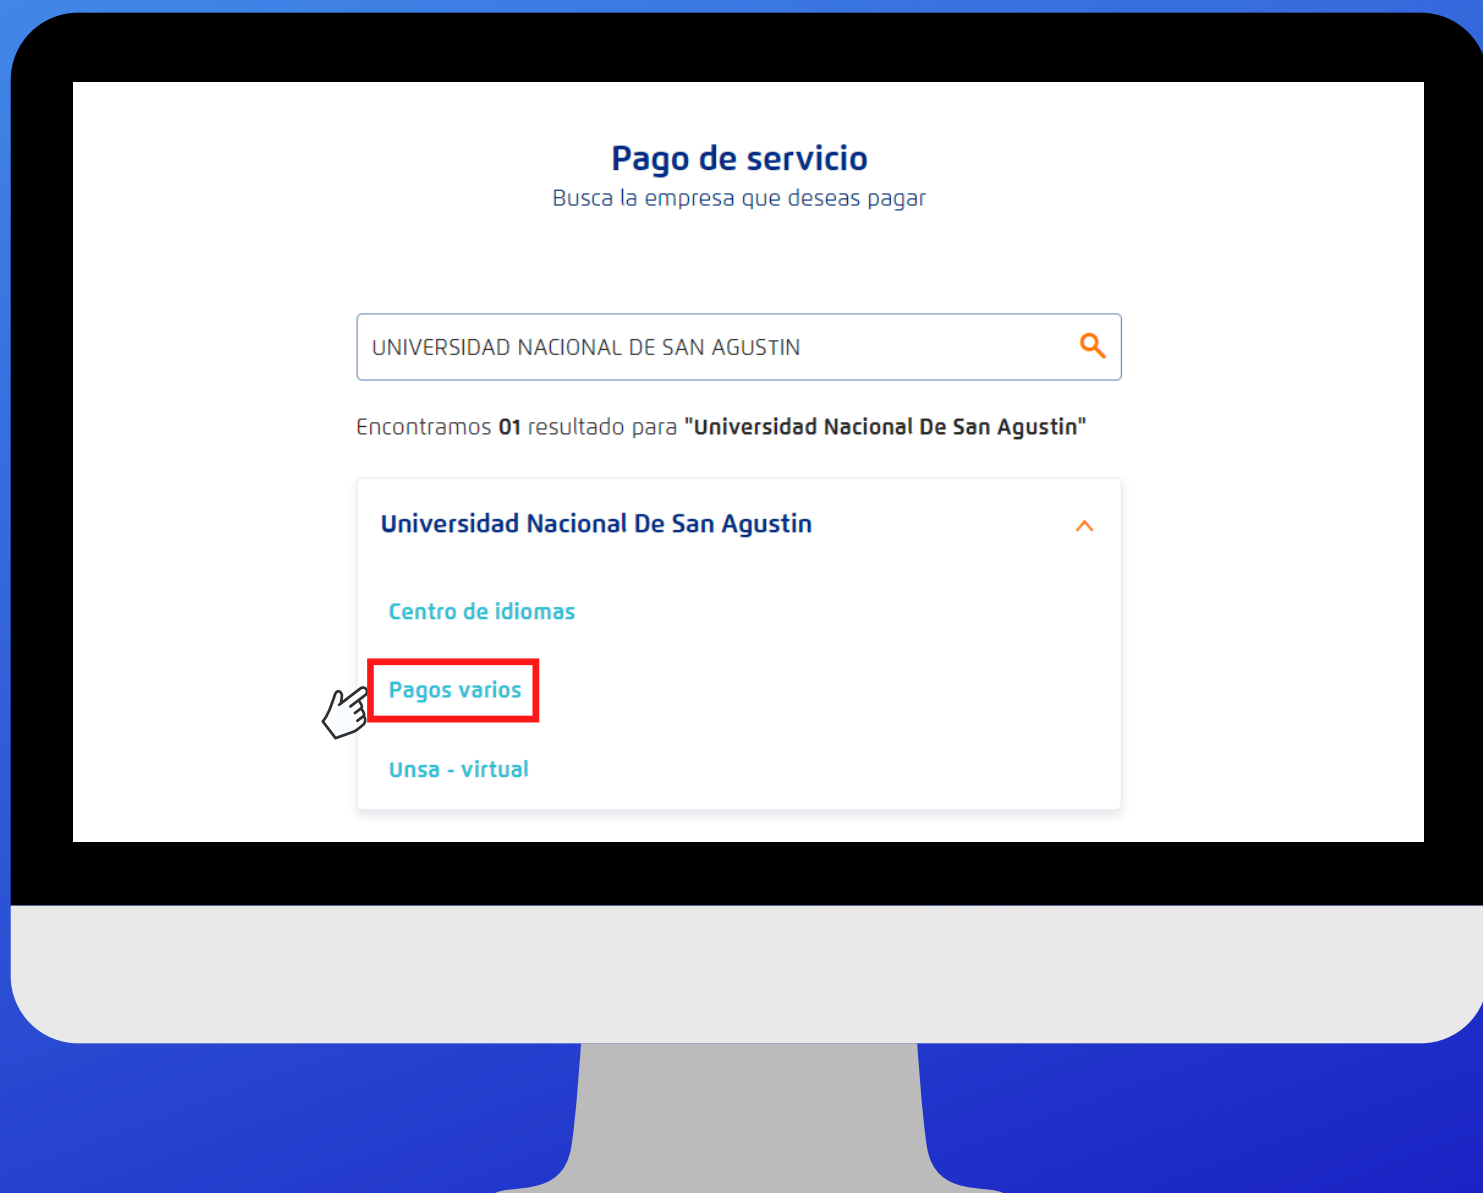 Pago de servicio
Busca la empresa que deseas pagar
UNIVERSIDAD NACIONAL DE SAN AGUSTIN
Encontramos 01 resultado para "Universidad Nacional De San Agustin"
Universidad Nacional De San Agustin
Centro de idiomas
Pagos varios
Unsa - virtual